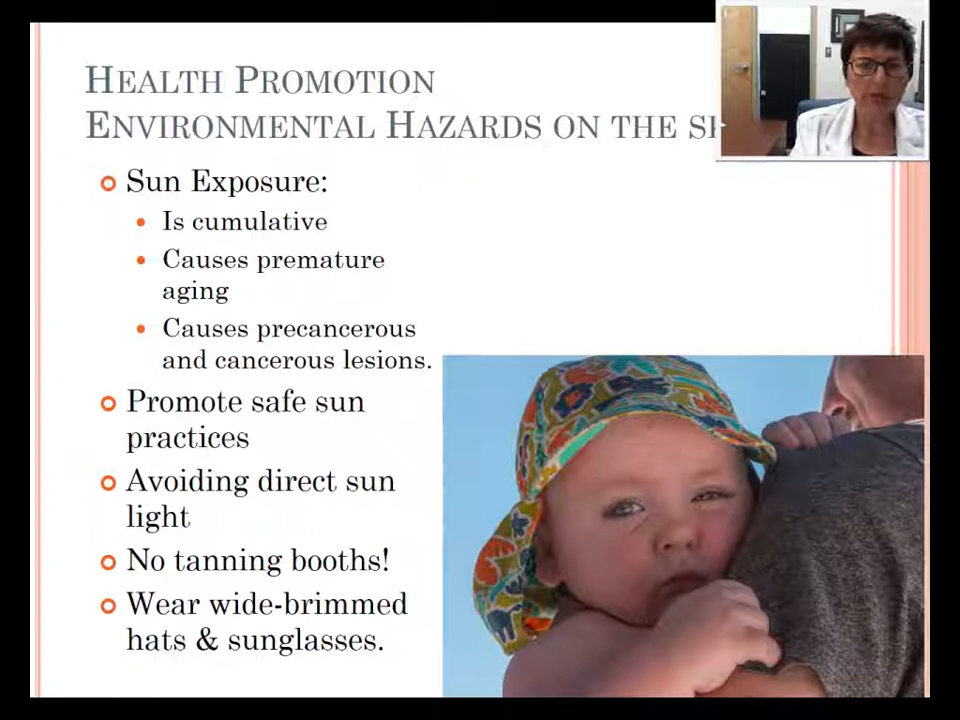 HEALTH PROMOTION
ENVIRONMENTAL HAZARDS ON THE
Sun Exposure:
Is cumulative
Causes premature
aging
Causes precancerous
and cancerous lesions.
Promote safe sun
practices
Avoiding direct sun
light
No tanning booths!
Wear wide-brimmed
hats & sunglasses.